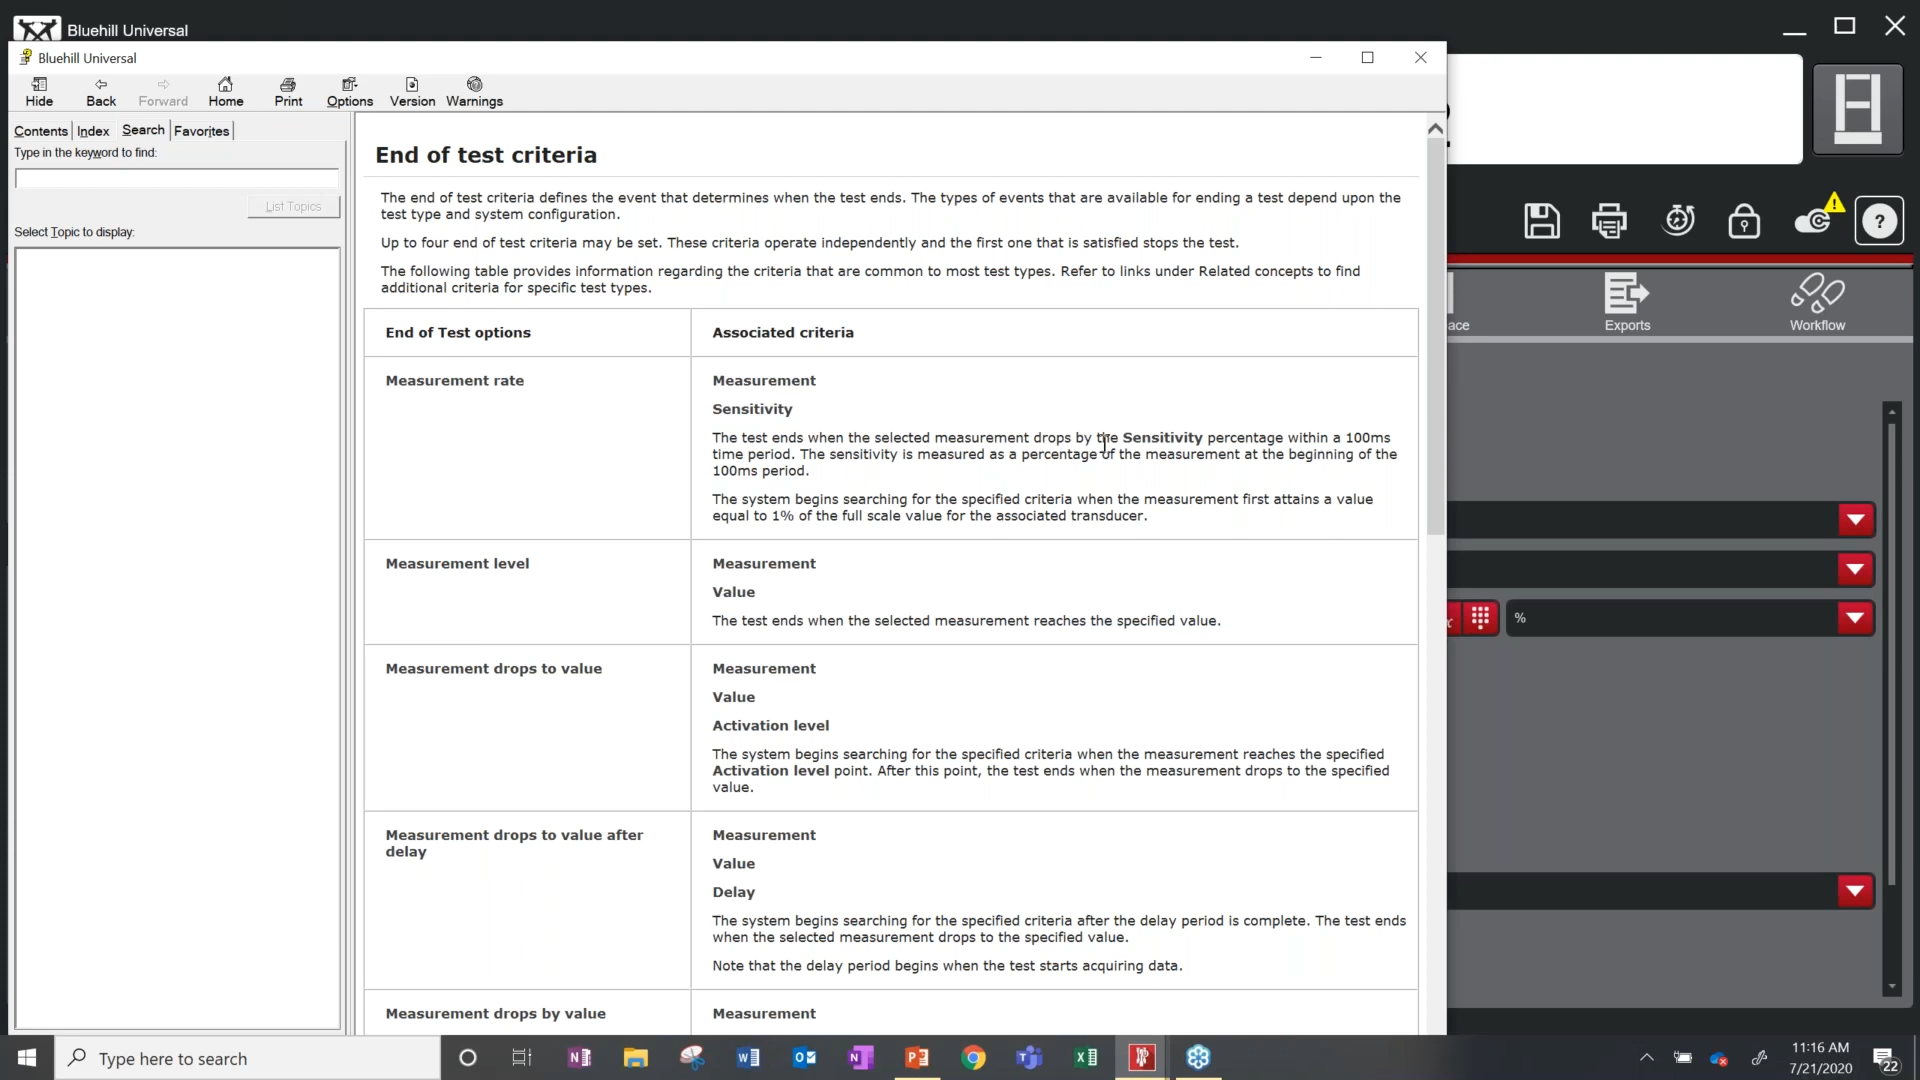 Bluehill Universal
Bluehill Universal
Hide Back Forward Home Print Options Version Warnings
Contents Index Search Favorites
Type in the keyword to find:
List Topics
Select Topic to display:
End of test criteria
The end of test criteria defines the event that determines when the test ends. The types of events that are available for ending a test depend upon the
test type and system configuration.
Up to four end of test criteria may be set. These criteria operate independently and the first one that is satisfied stops the test.
The following table provides information regarding the criteria that are common to most test types. Refer to links under Related concepts to find
additional criteria for specific test types.
End of Test options Associated criteria
Measurement rate Measurement
Sensitivity
The test ends when the selected measurement drops by the Sensitivity percentage within a 100ms
time period. The sensitivity is measured as a percentage of the measurement at the beginning of the
100ms period.
The system begins searching for the specified criteria when the measurement first attains a value
equal to 1% of the full scale value for the associated transducer.
Measurement level Measurement
Value
The test ends when the selected measurement reaches the specified value.
Measurement drops to value Measurement
Value
Activation level
The system begins searching for the specified criteria when the measurement reaches the specified
Activation level point. After this point, the test ends when the measurement drops to the specified
value.
Measurement drops to value after
delay
Measurement
Value
Delay
The system begins searching for the specified criteria after the delay period is complete. The test ends
when the selected measurement drops to the specified value.
Note that the delay period begins when the test starts acquiring data.
Measurement drops by value Measurement
?
ace Exports Workflow
%
Type here to search
11:16 AM
7/21/2020
22